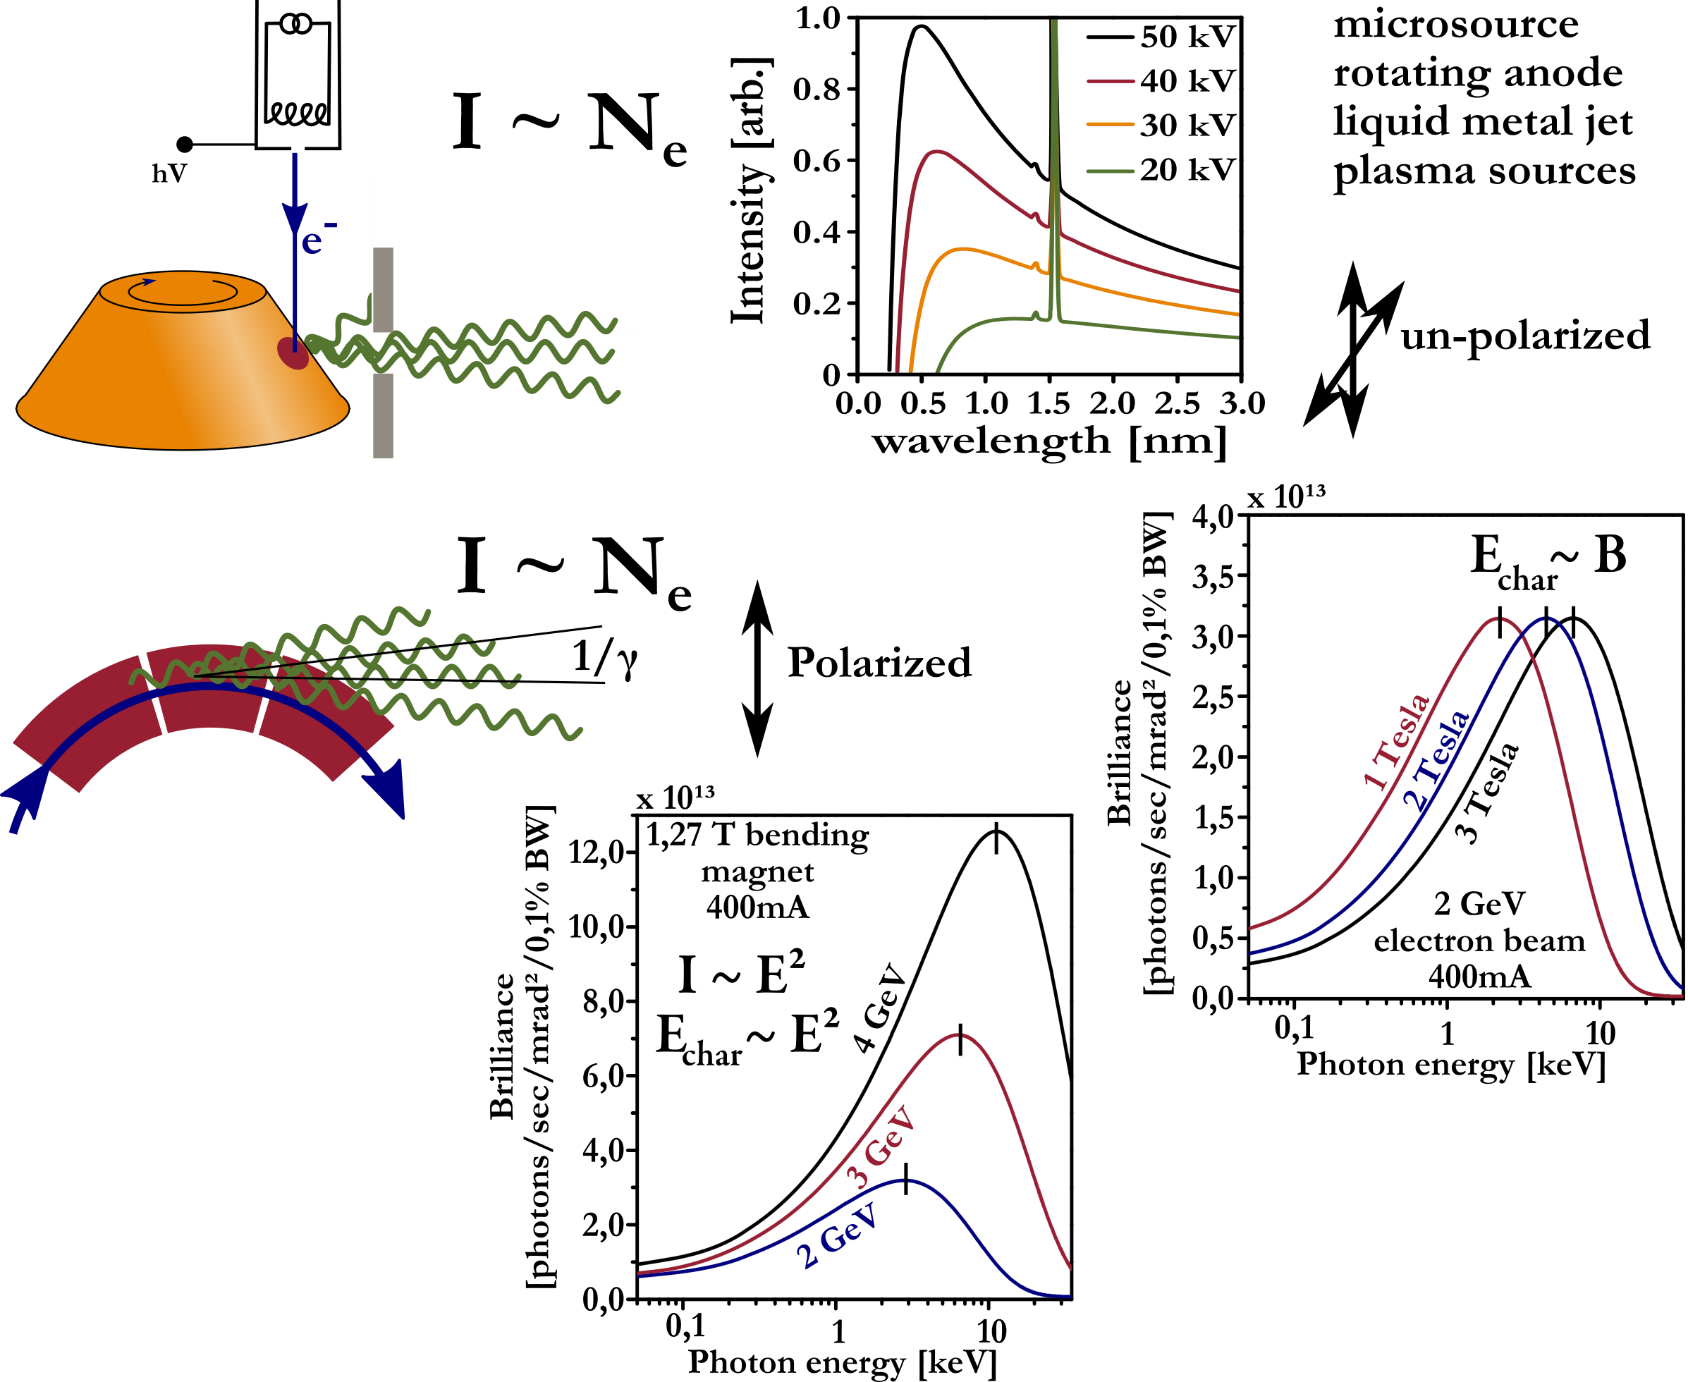 hV
e⁻
I ~ Nₑ
Intensity [arb.]
1.0
0.8
0.6
0.4
0.2
0
50 kV
40 kV
30 kV
20 kV
0.0 0.5 1.0 1.5 2.0 2.5 3.0
wavelength [nm]
microsource
rotating anode
liquid metal jet
plasma sources
un-polarized
I ~ Nₑ
1/γ
Polarized
x 10¹³
Brilliance
[photons/sec/mrad²/0,1% BW]
4,0
3,5
3,0
2,5
2,0
1,5
1,0
0,5
0,0
E_char ~ B
1 Tesla
2 Tesla
3 Tesla
2 GeV
electron beam
400mA
0,1 1 10
Photon energy [keV]
x 10¹³
Brilliance
[photons/sec/mrad²/0,1% BW]
12,0
10,0
8,0
6,0
4,0
2,0
0,0
1,27 T bending
magnet
400mA
I ~ E²
E_char ~ E²
4 GeV
3 GeV
2 GeV
0,1 1 10
Photon energy [keV]